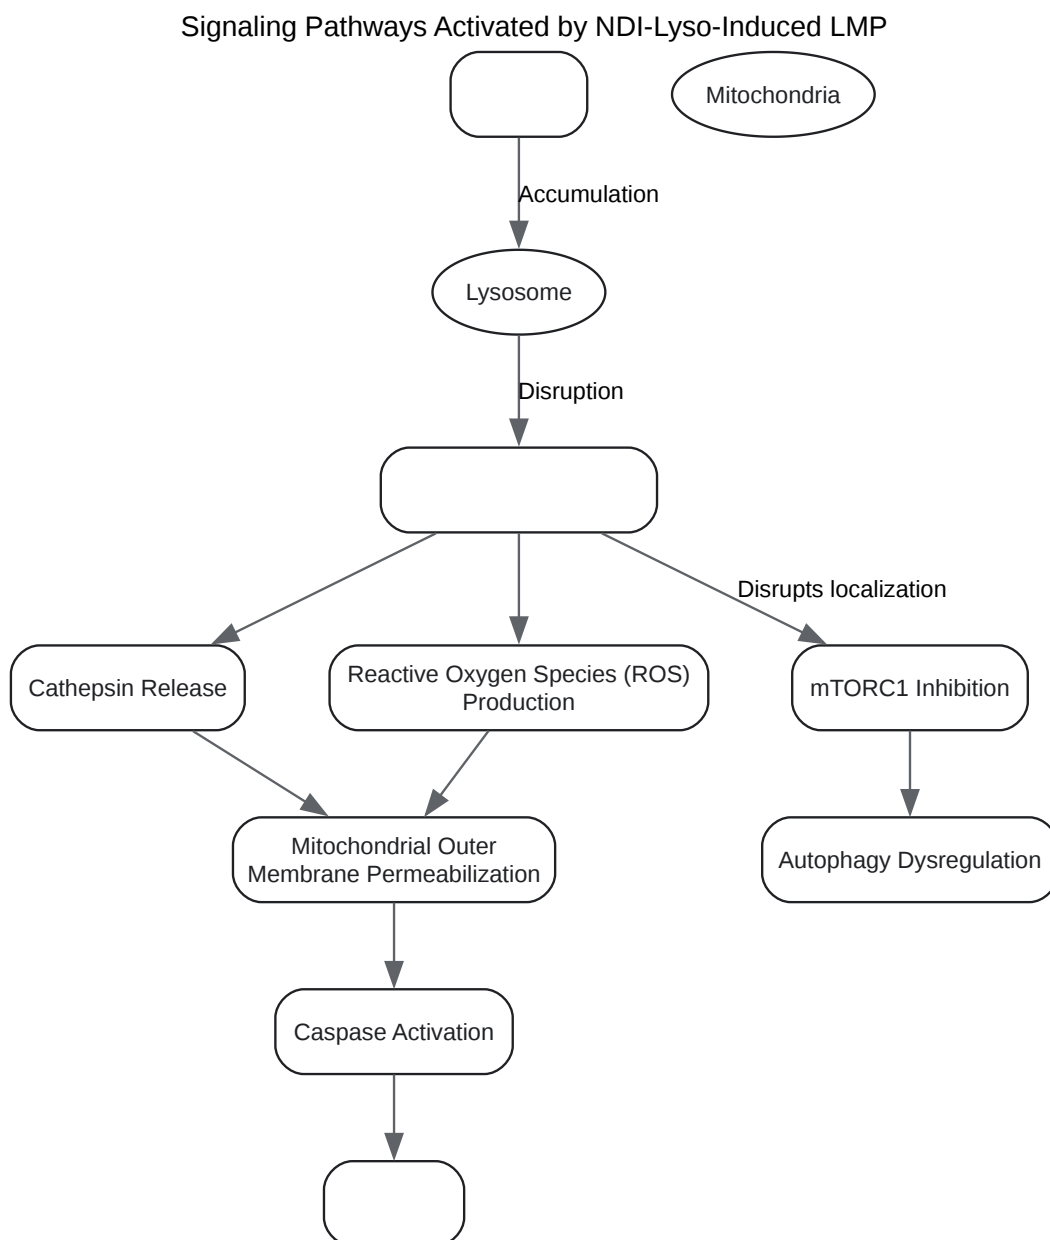 Signaling Pathways Activated by NDI-Lyso-Induced LMP
Mitochondria
Accumulation
Lysosome
Disruption
Disrupts localization
Cathepsin Release
Reactive Oxygen Species (ROS)
Production
mTORC1 Inhibition
Mitochondrial Outer
Membrane Permeabilization
Autophagy Dysregulation
Caspase Activation